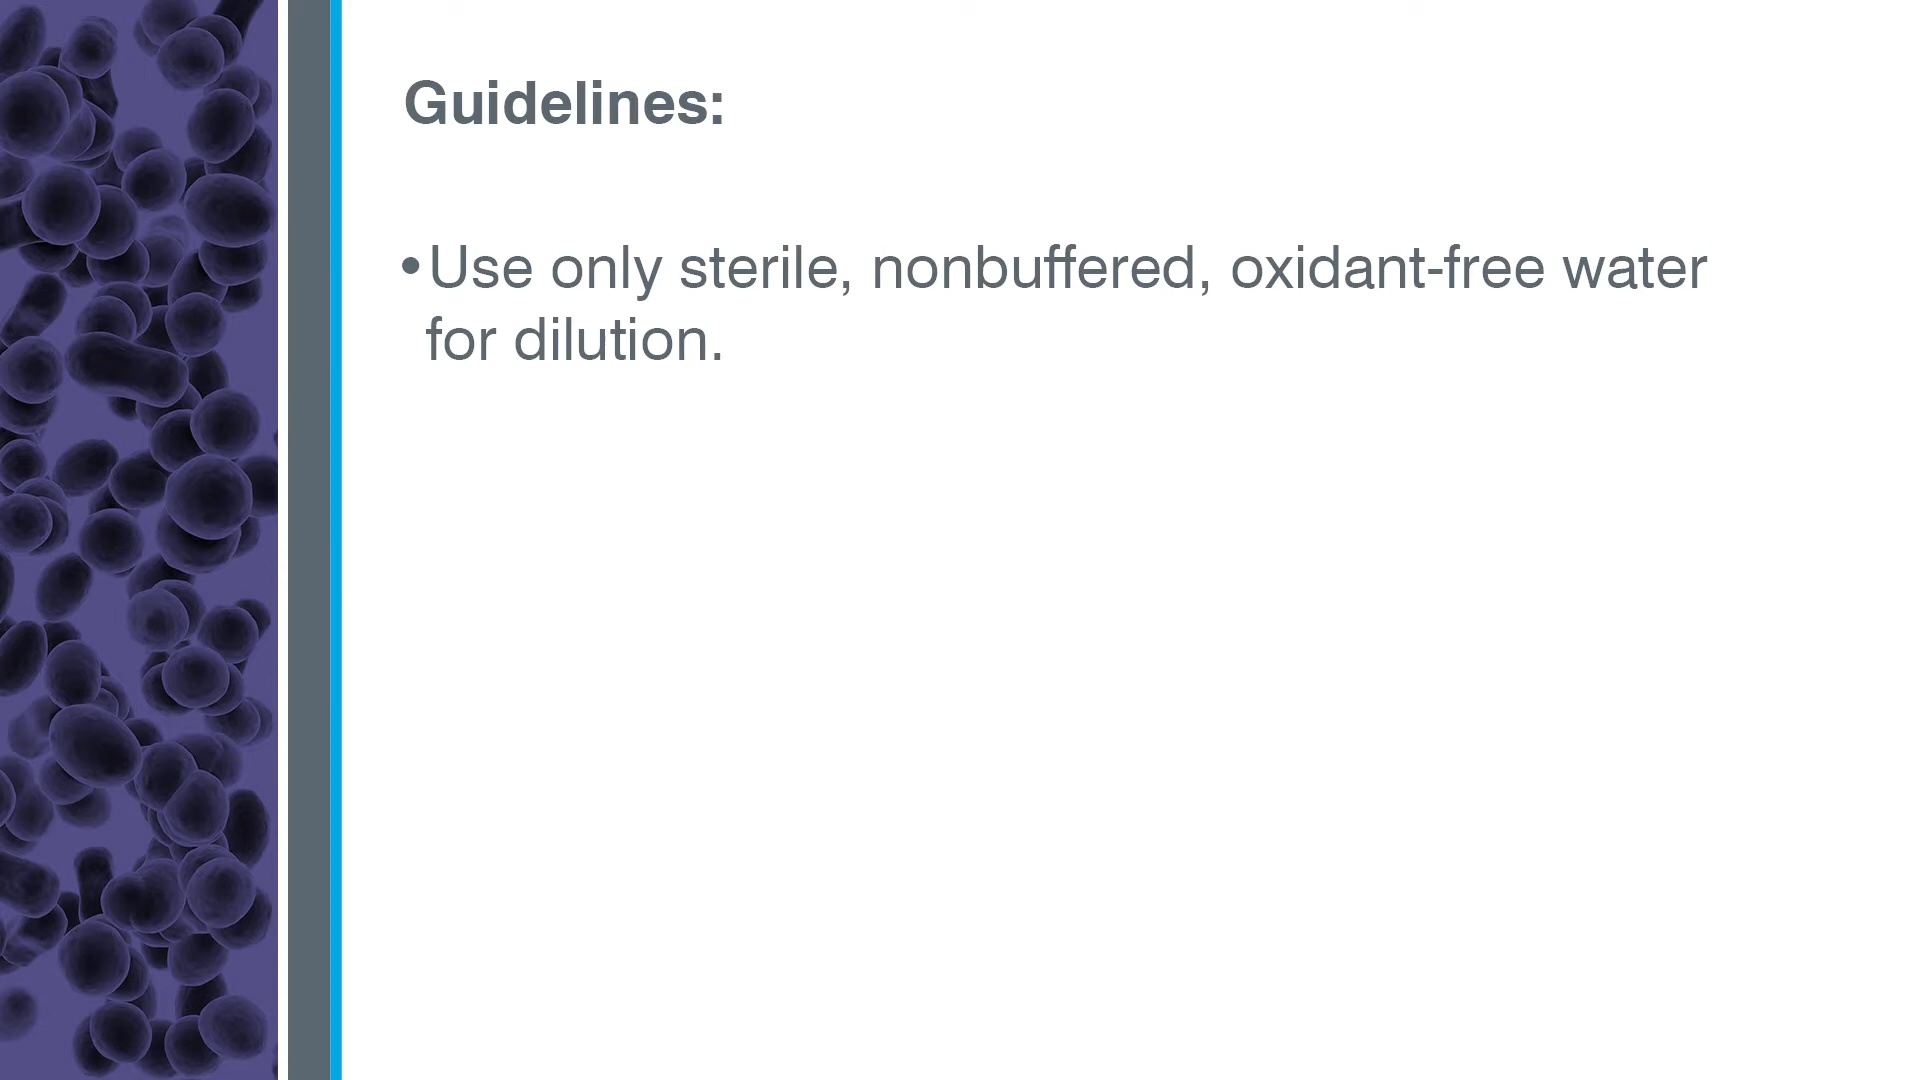 Guidelines:
•Use only sterile, nonbuffered, oxidant-free water
for dilution.